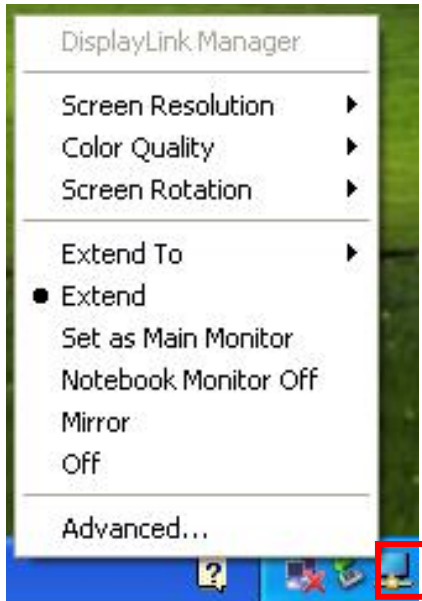 DisplayLink Manager
Screen Resolution
Color Quality
Screen Rotation
Extend To
Extend
Set as Main Monitor
Notebook Monitor Off
Mirror
Off
Advanced...
?